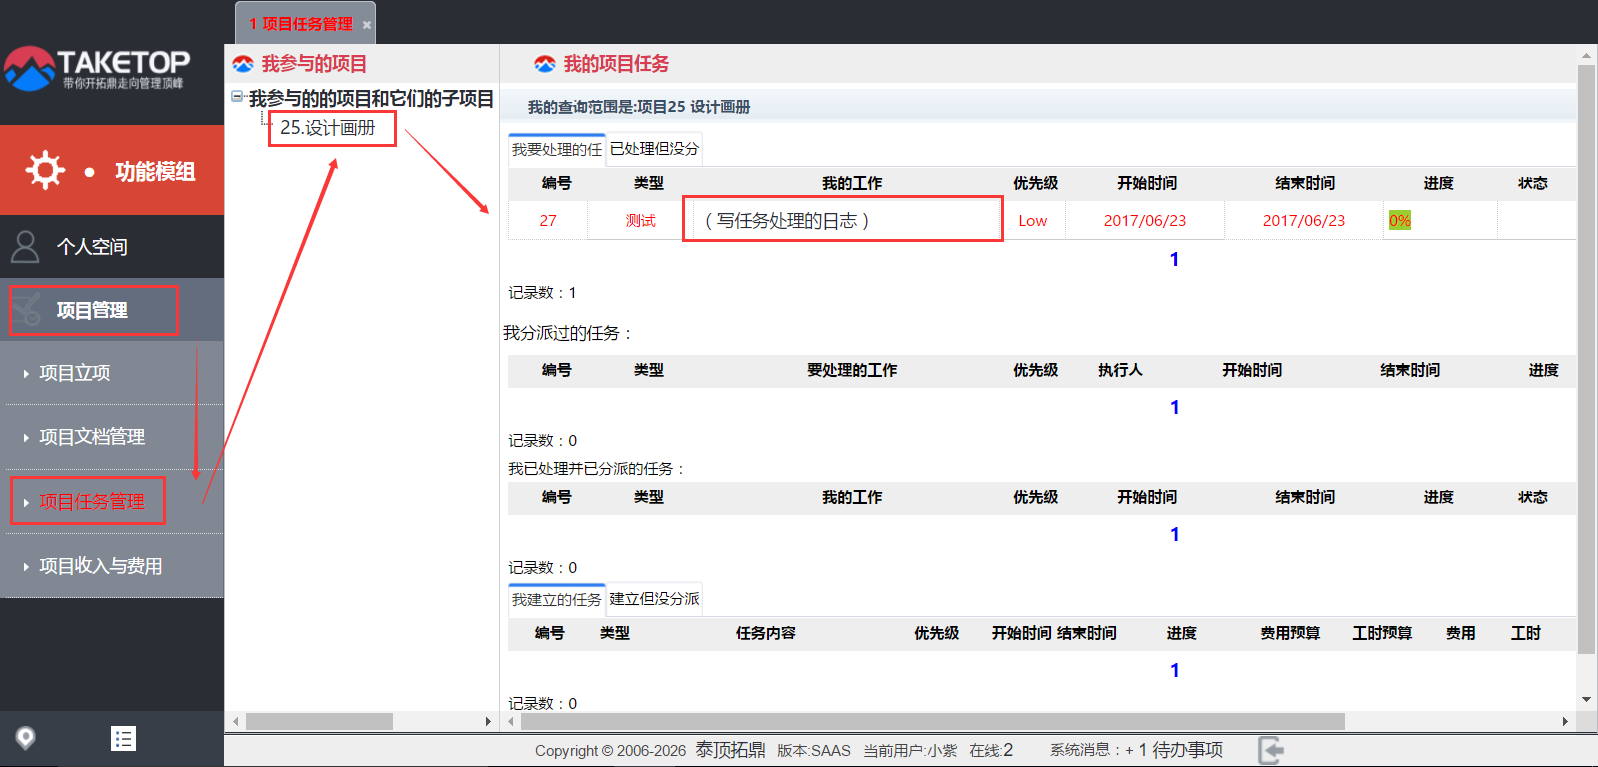 1 项目任务管理 ×
TAKETOP
带你开拓鼎走向管理顶峰
功能模组
个人空间
项目管理
项目立项
项目文档管理
项目任务管理
项目收入与费用
我参与的项目
我参与的的项目和它们的子项目
25.设计画册
我的项目任务
我的查询范围是:项目25 设计画册
我要处理的任 已处理但没分
编号 类型 我的工作 优先级 开始时间 结束时间 进度 状态
27 测试 （写任务处理的日志） Low 2017/06/23 2017/06/23 0%
1
记录数：1
我分派过的任务：
编号 类型 要处理的工作 优先级 执行人 开始时间 结束时间 进度
1
记录数：0
我已处理并已分派的任务：
编号 类型 我的工作 优先级 开始时间 结束时间 进度 状态
1
记录数：0
我建立的任务 建立但没分派
编号 类型 任务内容 优先级 开始时间 结束时间 进度 费用预算 工时预算 费用 工时
1
记录数：0
Copyright © 2006-2026 泰顶拓鼎 版本:SAAS 当前用户:小紫 在线:2 系统消息：+ 1 待办事项